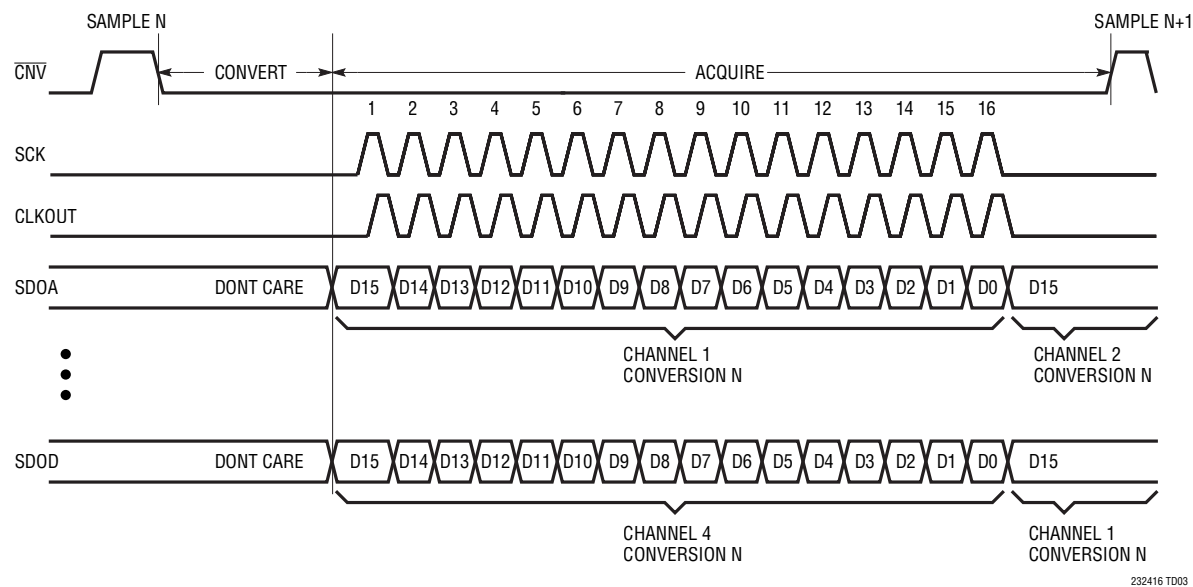 SAMPLE N
SAMPLE N+1
CNV
CONVERT
ACQUIRE
1 2 3 4 5 6 7 8 9 10 11 12 13 14 15 16
SCK
CLKOUT
SDOA DONT CARE D15 D14 D13 D12 D11 D10 D9 D8 D7 D6 D5 D4 D3 D2 D1 D0 D15
CHANNEL 1
CONVERSION N
CHANNEL 2
CONVERSION N
SDOD DONT CARE D15 D14 D13 D12 D11 D10 D9 D8 D7 D6 D5 D4 D3 D2 D1 D0 D15
CHANNEL 4
CONVERSION N
CHANNEL 1
CONVERSION N
232416 TD03